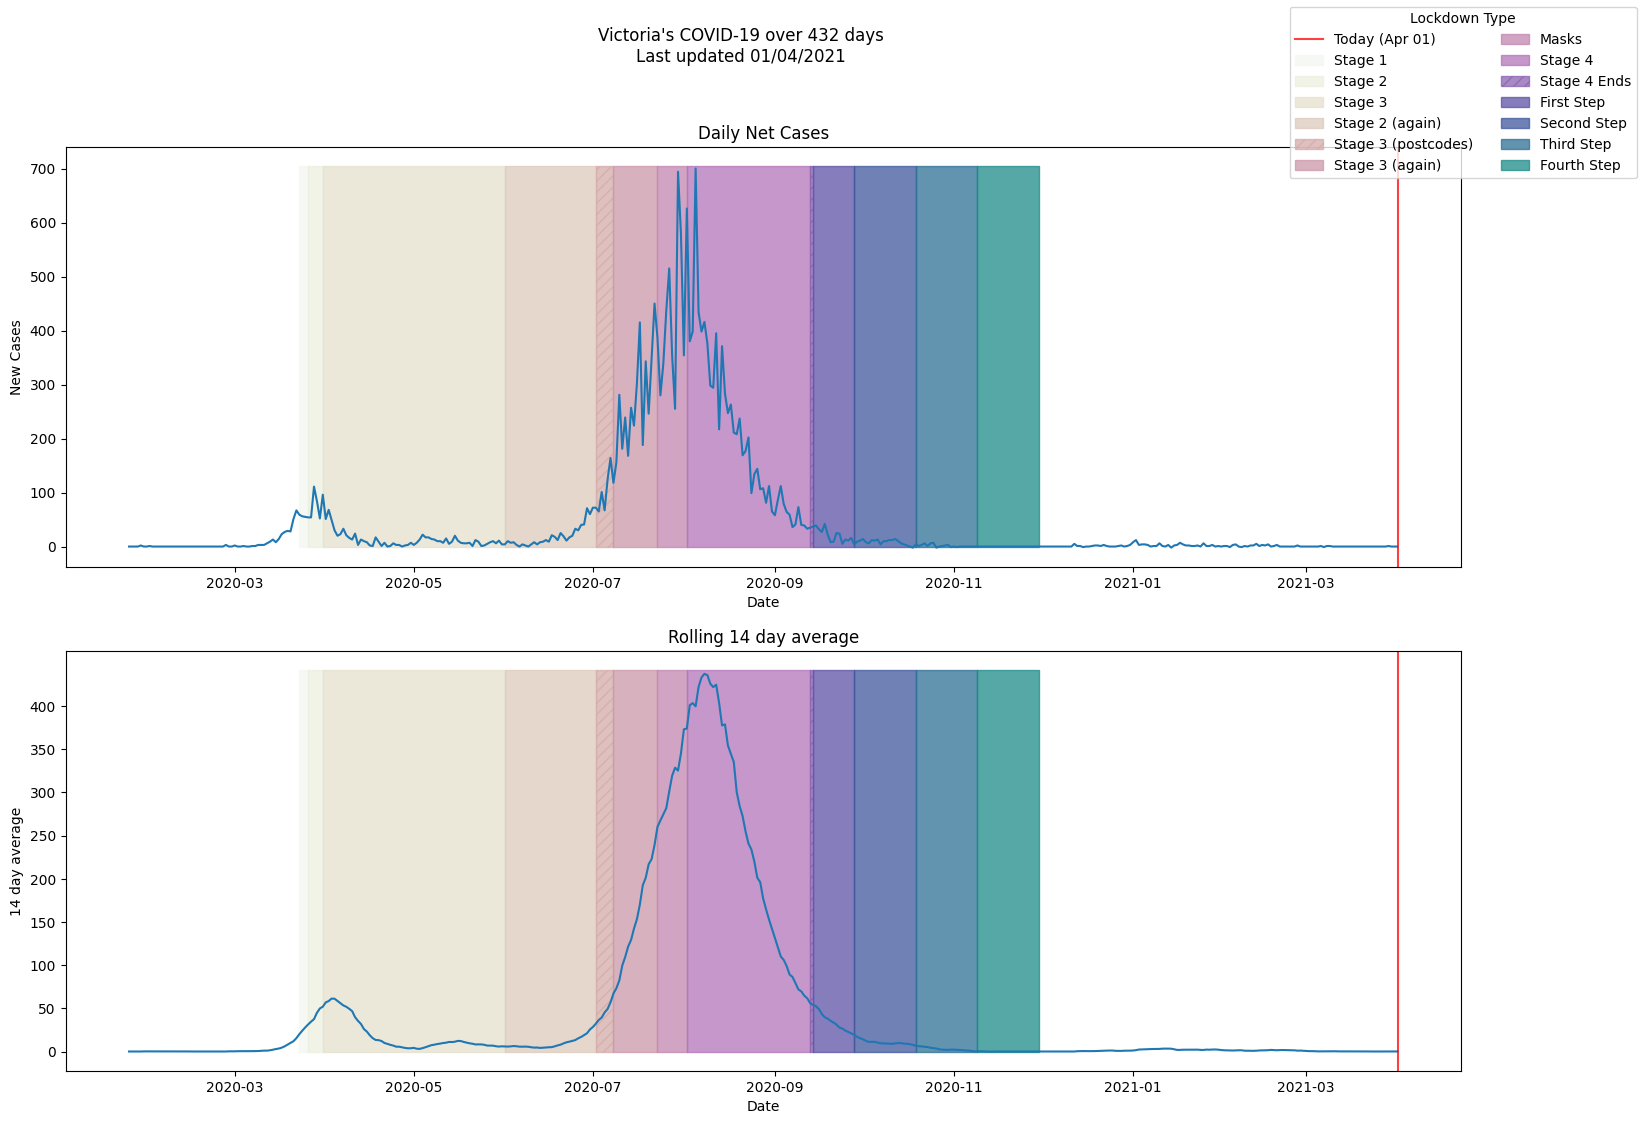 Victoria's COVID-19 over 432 days
Last updated 01/04/2021
Lockdown Type
Today (Apr 01)
Stage 1
Stage 2
Stage 3
Stage 2 (again)
Stage 3 (postcodes)
Stage 3 (again)
Masks
Stage 4
Stage 4 Ends
First Step
Second Step
Third Step
Fourth Step
Daily Net Cases
New Cases
700
600
500
400
300
200
100
0
2020-03 2020-05 2020-07 2020-09 2020-11 2021-01 2021-03
Date
Rolling 14 day average
14 day average
400
350
300
250
200
150
100
50
0
2020-03 2020-05 2020-07 2020-09 2020-11 2021-01 2021-03
Date